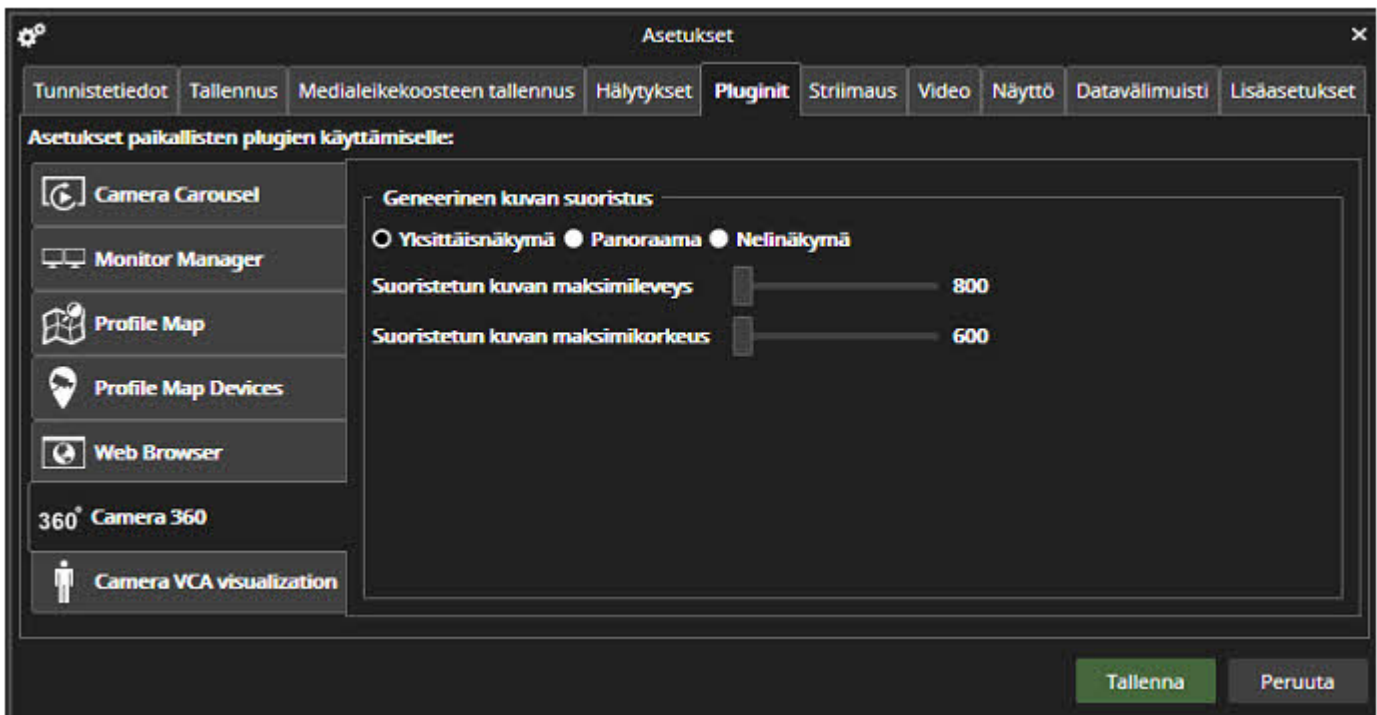 Asetukset
Tunnistetiedot Tallennus Medialeikekoosteen tallennus Hälytykset Pluginit Striimaus Video Näyttö Datavälimuisti Lisäasetukset
Asetukset paikallisten plugien käyttämiselle:
Camera Carousel
Monitor Manager
Profile Map
Profile Map Devices
Web Browser
360° Camera 360
Camera VCA visualization
Geneerinen kuvan suoristus
Yksittäisnäkymä Panoraama Nelinäkymä
Suoristetun kuvan maksimileveys 800
Suoristetun kuvan maksimikorkeus 600
Tallenna Peruuta